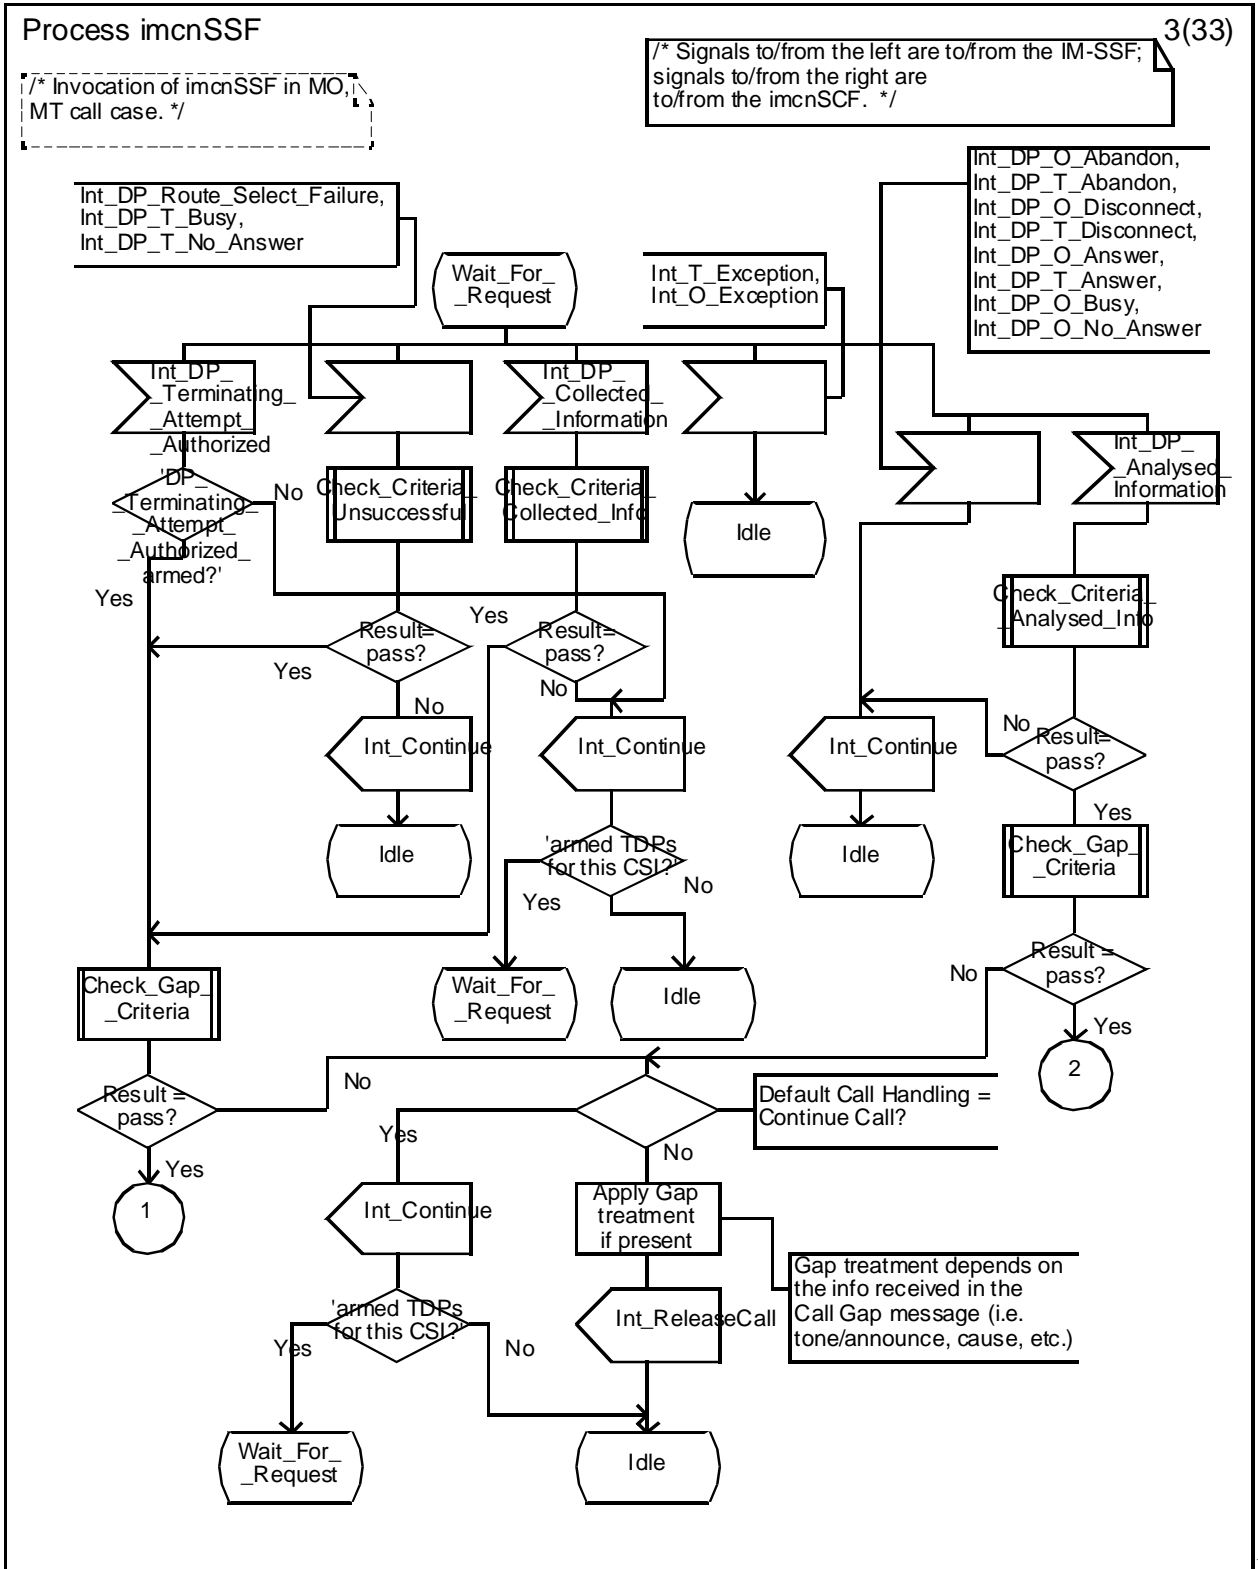 Process imcnSSF
3(33)
/* Signals to/from the left are to/from the IM-SSF;
signals to/from the right are
to/from the imcnSCF. */
/* Invocation of imcnSSF in MO,
MT call case. */
Int_DP_O_Abandon,
Int_DP_T_Abandon,
Int_DP_O_Disconnect,
Int_DP_T_Disconnect,
Int_DP_O_Answer,
Int_DP_T_Answer,
Int_DP_O_Busy,
Int_DP_O_No_Answer
Int_DP_Route_Select_Failure,
Int_DP_T_Busy,
Int_DP_T_No_Answer
Wait_For_
_Request
Int_T_Exception,
Int_O_Exception
Int_DP_
_Terminating_
_Attempt_
_Authorized
Int_DP_
_Collected_
_Information
Int_DP_
_Analysed_
Information
'DP_
_Terminating_
_Attempt_
_Authorized_
armed?'
No
Yes
Check_Criteria_
Unsuccessful
Check_Criteria_
Collected_Info
Idle
Check_Criteria_
_Analysed_Info
Result=
pass?
Yes
No
Yes
Result=
pass?
No
Int_Continue
Int_Continue
Int_Continue
No
Result=
pass?
Yes
Idle
'armed TDPs
for this CSI?'
Yes
No
Idle
Check_Gap_
_Criteria
Result =
pass?
No
Yes
2
Check_Gap_
_Criteria
Wait_For_
_Request
Idle
Result =
pass?
No
Yes
1
Default Call Handling =
Continue Call?
Yes
No
Int_Continue
Apply Gap
treatment
if present
Gap treatment depends on
the info received in the
Call Gap message (i.e.
tone/announce, cause, etc.)
'armed TDPs
for this CSI?'
Yes
No
Int_ReleaseCall
Wait_For_
_Request
Idle